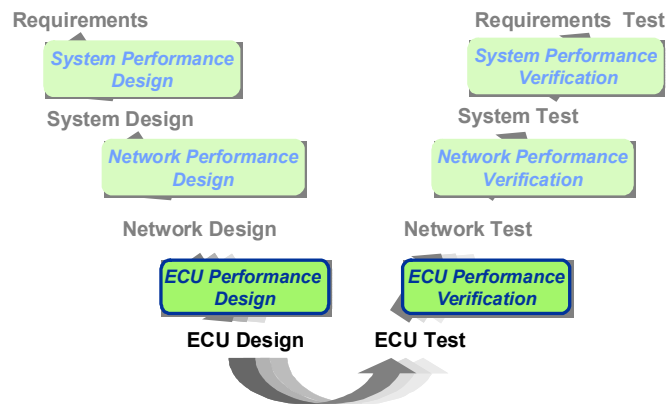 Requirements
System Performance
Design
System Design
Network Performance
Design
Network Design
ECU Performance
Design
ECU Design
Requirements Test
System Performance
Verification
System Test
Network Performance
Verification
Network Test
ECU Performance
Verification
ECU Test